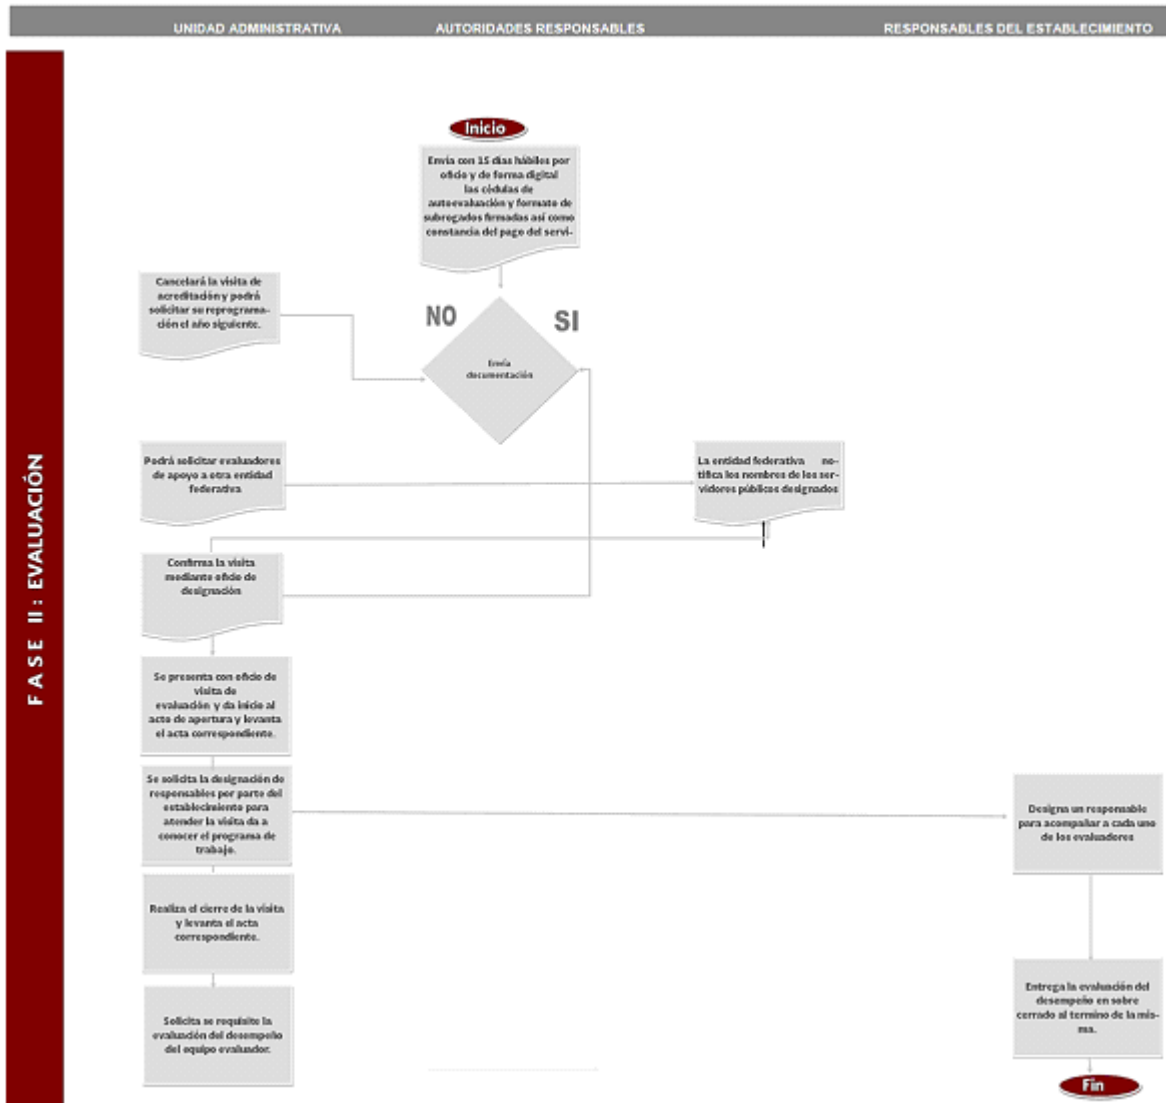 UNIDAD ADMINISTRATIVA
AUTORIDADES RESPONSABLES
RESPONSABLES DEL ESTABLECIMIENTO
FASE II: EVALUACIÓN
Inicio
Envía con 15 días hábiles por
oficio y de forma digital
las cédulas de
autoevaluación y formato de
subrogados firmadas así como
constancia del pago del servi-
Cancelará la visita de
acreditación y podrá
solicitar su reprograma-
ción el año siguiente.
NO
SI
Envía
documentación
Podrá solicitar evaluadores
de apoyo a otra entidad
federativa
La entidad federativa no-
tifica los nombres de los ser-
vidores públicos designados
Confirma la visita
mediante oficio de
designación
Se presenta con oficio de
visita de
evaluación y da inicio al
acto de apertura y levanta
el acta correspondiente.
Se solicita la designación de
responsables por parte del
establecimiento para
atender la visita da a
conocer el programa de
trabajo.
Designa un responsable
para acompañar a cada uno
de los evaluadores
Realiza el cierre de la visita
y levanta el acta
correspondiente.
Entrega la evaluación del
desempeño en sobre
cerrado al termino de la mis-
ma.
Solicita se requisite la
evaluación del desempeño
del equipo evaluador.
Fin